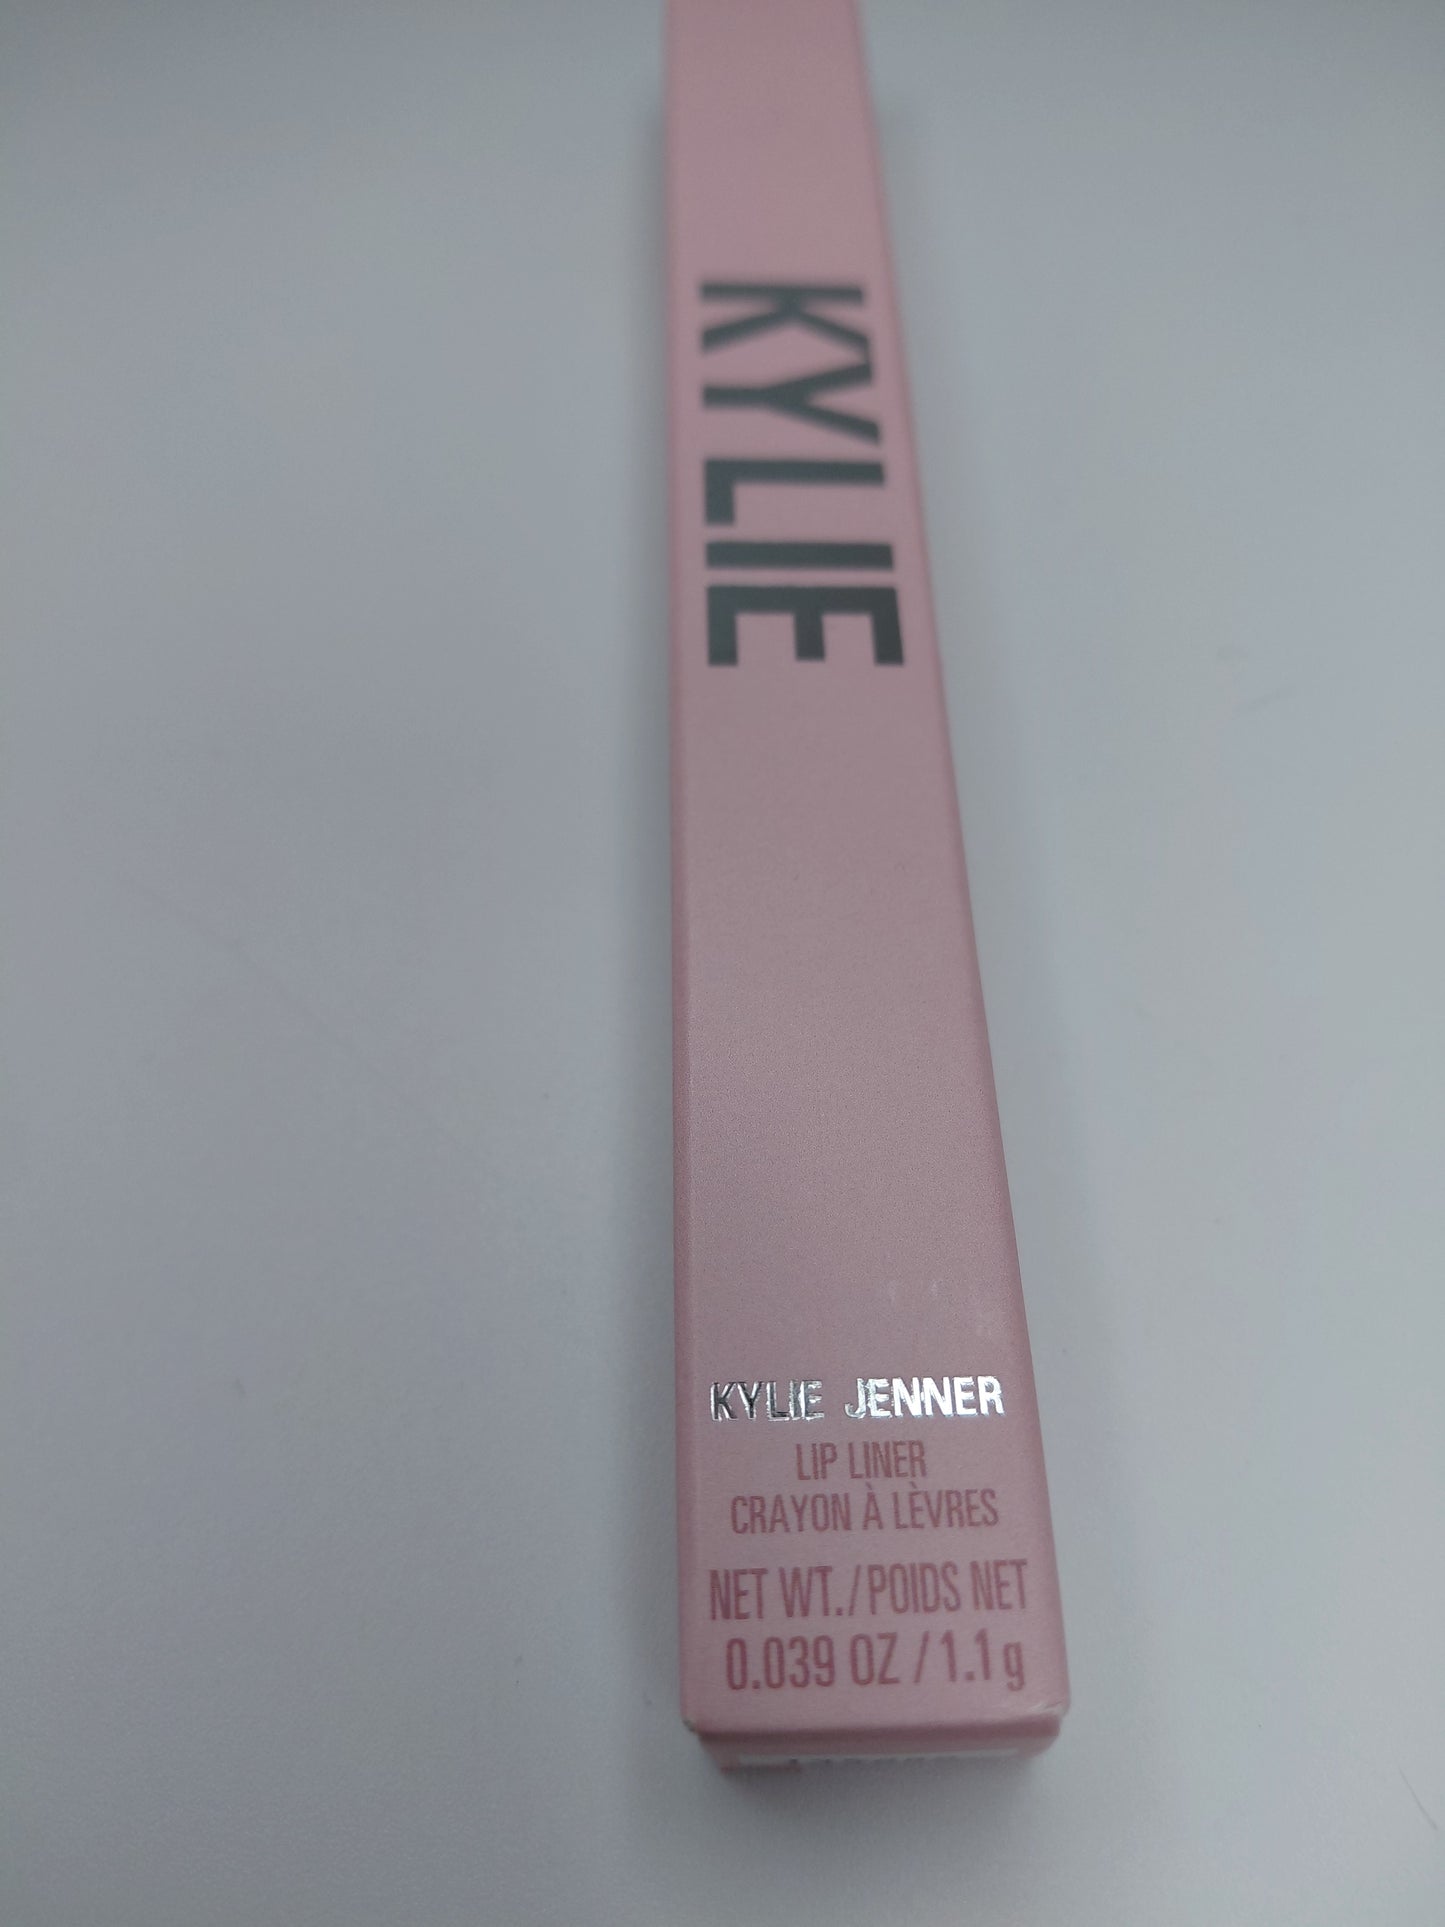 KYLIE
KYLIE JENNER
LIP LINER
CRAYON À LÈVRES
NET WT./POIDS NET
0.039 OZ / 1.1 g